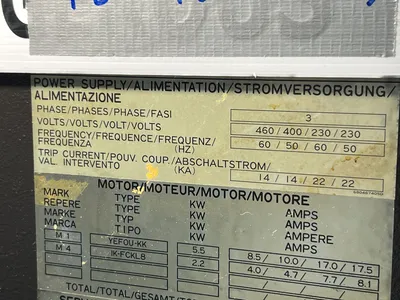 POWER SUPPLY/ALIMENTATION/STROMVERSORGUNG/
ALIMENTAZIONE
PHASE/PHASES/PHASE/FASI 3
VOLTS/VOLTS/VOLT/VOLTS 460/400/230/230
FREQUENCY/FREQUENCE/FREQUENZ/
FREQUENZA (HZ) 60/50/60/50
TRIP CURRENT/POUV. COUP./ABSCHALTSTROM/
VAL. INTERVENTO (KA) 14/14/22/22
MOTOR/MOTEUR/MOTOR/MOTORE
MARK TYPE KW AMPS
REPERE TYPE KW AMPS
MARKE TYP KW AMPERE
MARCA TIPO KW AMPS
M 1 YEFOU-KK 5.5 8.5/ 10.0/ 17.0/ 17.5
M 4 IK-FCKL8 2.2 4.0/ 4.7/ 7.7/ 8.1
TOTAL/TOTAL/GESAMT/